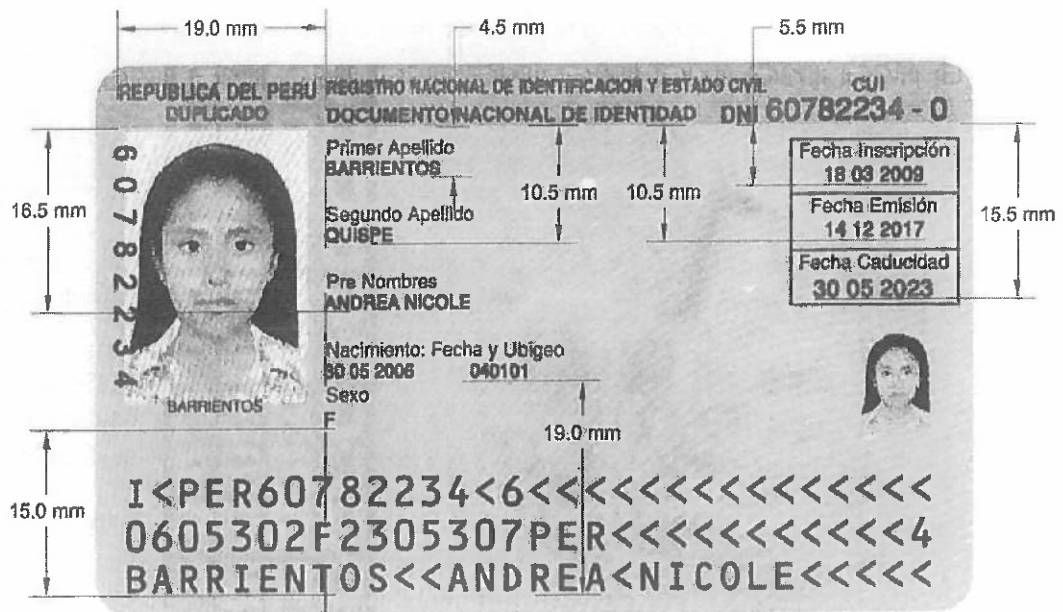 19.0 mm
4.5 mm
5.5 mm
REPUBLICA DEL PERU
DUPLICADO
REGISTRO NACIONAL DE IDENTIFICACION Y ESTADO CIVIL
DOCUMENTO NACIONAL DE IDENTIDAD
CUI
DNI 60782234 - 0
60782234
Primer Apellido
BARRIENTOS
Segundo Apellido
QUISPE
Pre Nombres
ANDREA NICOLE
Nacimiento: Fecha y Ubigeo
30 05 2006 040101
Sexo
F
BARRIENTOS
Fecha Inscripción
18 03 2009
Fecha Emisión
14 12 2017
Fecha Caducidad
30 05 2023
16.5 mm
10.5 mm
10.5 mm
15.5 mm
19.0 mm
15.0 mm
I<PER60782234<6<<<<<<<<<<<<<<<
0605302F2305307PER<<<<<<<<<<<4
BARRIENTOS<<ANDREA<NICOLE<<<<<